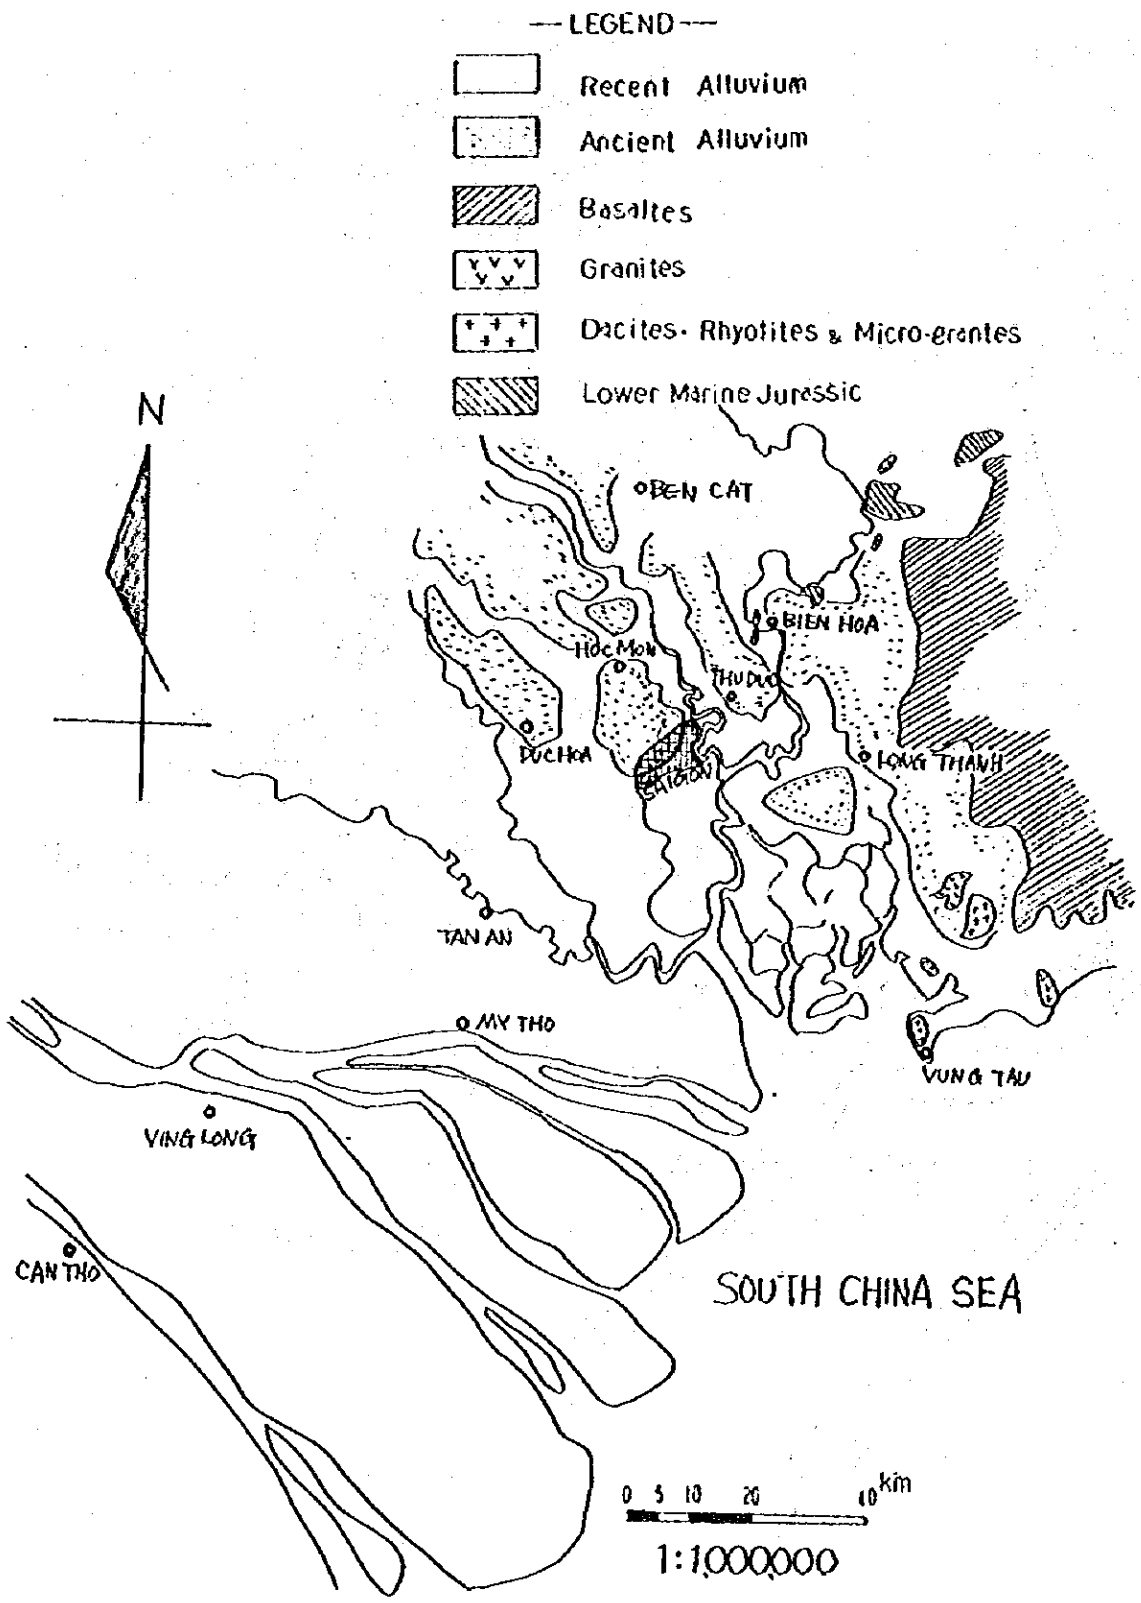 — LEGEND —
Recent Alluvium
Ancient Alluvium
Basaltes
Granites
Dacites. Rhyolites & Micro-grantes
Lower Marine Jurassic
N
BEN CAT
BIEN HOA
HOC MON
THU DUC
DUC HOA
LONG THANH
SAIGON
TAN AN
MY THO
VUNG TAU
VING LONG
CAN THO
SOUTH CHINA SEA
0 5 10 20 40 km
1:1,000,000